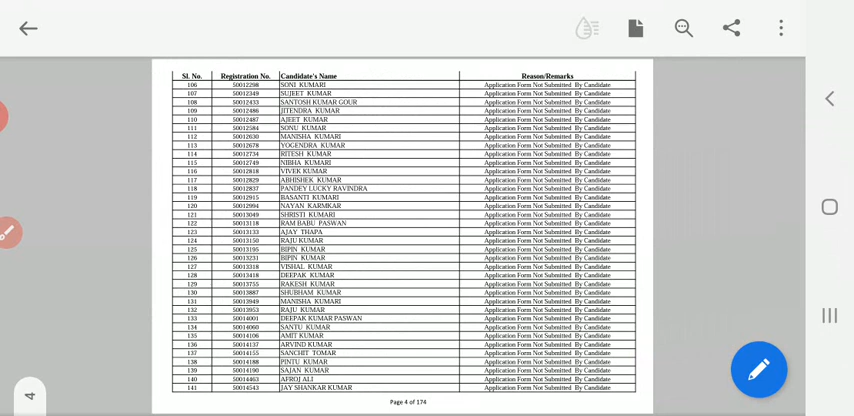 Sl. No. Registration No. Candidate's Name Reason/Remarks
106 50012298 SONI KUMARI Application Form Not Submitted By Candidate
107 50012349 SUJEET KUMAR Application Form Not Submitted By Candidate
108 50012433 SANTOSH KUMAR GOUR Application Form Not Submitted By Candidate
109 50012486 JITENDRA KUMAR Application Form Not Submitted By Candidate
110 50012487 AJEET KUMAR Application Form Not Submitted By Candidate
111 50012584 SONU KUMAR Application Form Not Submitted By Candidate
112 50012630 MANISHA KUMARI Application Form Not Submitted By Candidate
113 50012678 YOGENDRA KUMAR Application Form Not Submitted By Candidate
114 50012734 RITESH KUMAR Application Form Not Submitted By Candidate
115 50012749 NIBHA KUMARI Application Form Not Submitted By Candidate
116 50012818 VIVEK KUMAR Application Form Not Submitted By Candidate
117 50012829 ABHISHEK KUMAR Application Form Not Submitted By Candidate
118 50012837 PANDEY LUCKY RAVINDRA Application Form Not Submitted By Candidate
119 50012915 BASANTI KUMARI Application Form Not Submitted By Candidate
120 50012994 NAYAN KARMKAR Application Form Not Submitted By Candidate
121 50013049 SHRISTI KUMARI Application Form Not Submitted By Candidate
122 50013118 RAM BABU PASWAN Application Form Not Submitted By Candidate
123 50013133 AJAY THAPA Application Form Not Submitted By Candidate
124 50013150 RAJU KUMAR Application Form Not Submitted By Candidate
125 50013195 BIPIN KUMAR Application Form Not Submitted By Candidate
126 50013231 BIPIN KUMAR Application Form Not Submitted By Candidate
127 50013318 VISHAL KUMAR Application Form Not Submitted By Candidate
128 50013418 DEEPAK KUMAR Application Form Not Submitted By Candidate
129 50013755 RAKESH KUMAR Application Form Not Submitted By Candidate
130 50013887 SHUBHAM KUMAR Application Form Not Submitted By Candidate
131 50013949 MANISHA KUMARI Application Form Not Submitted By Candidate
132 50013953 RAJU KUMAR Application Form Not Submitted By Candidate
133 50014001 DEEPAK KUMAR PASWAN Application Form Not Submitted By Candidate
134 50014060 SANTU KUMAR Application Form Not Submitted By Candidate
135 50014106 AMIT KUMAR Application Form Not Submitted By Candidate
136 50014137 ARVIND KUMAR Application Form Not Submitted By Candidate
137 50014155 SANCHIT TOMAR Application Form Not Submitted By Candidate
138 50014188 PINTU KUMAR Application Form Not Submitted By Candidate
139 50014190 SAJAN KUMAR Application Form Not Submitted By Candidate
140 50014463 AFROJ ALI Application Form Not Submitted By Candidate
141 50014543 JAY SHANKAR KUMAR Application Form Not Submitted By Candidate
4
Page 4 of 174